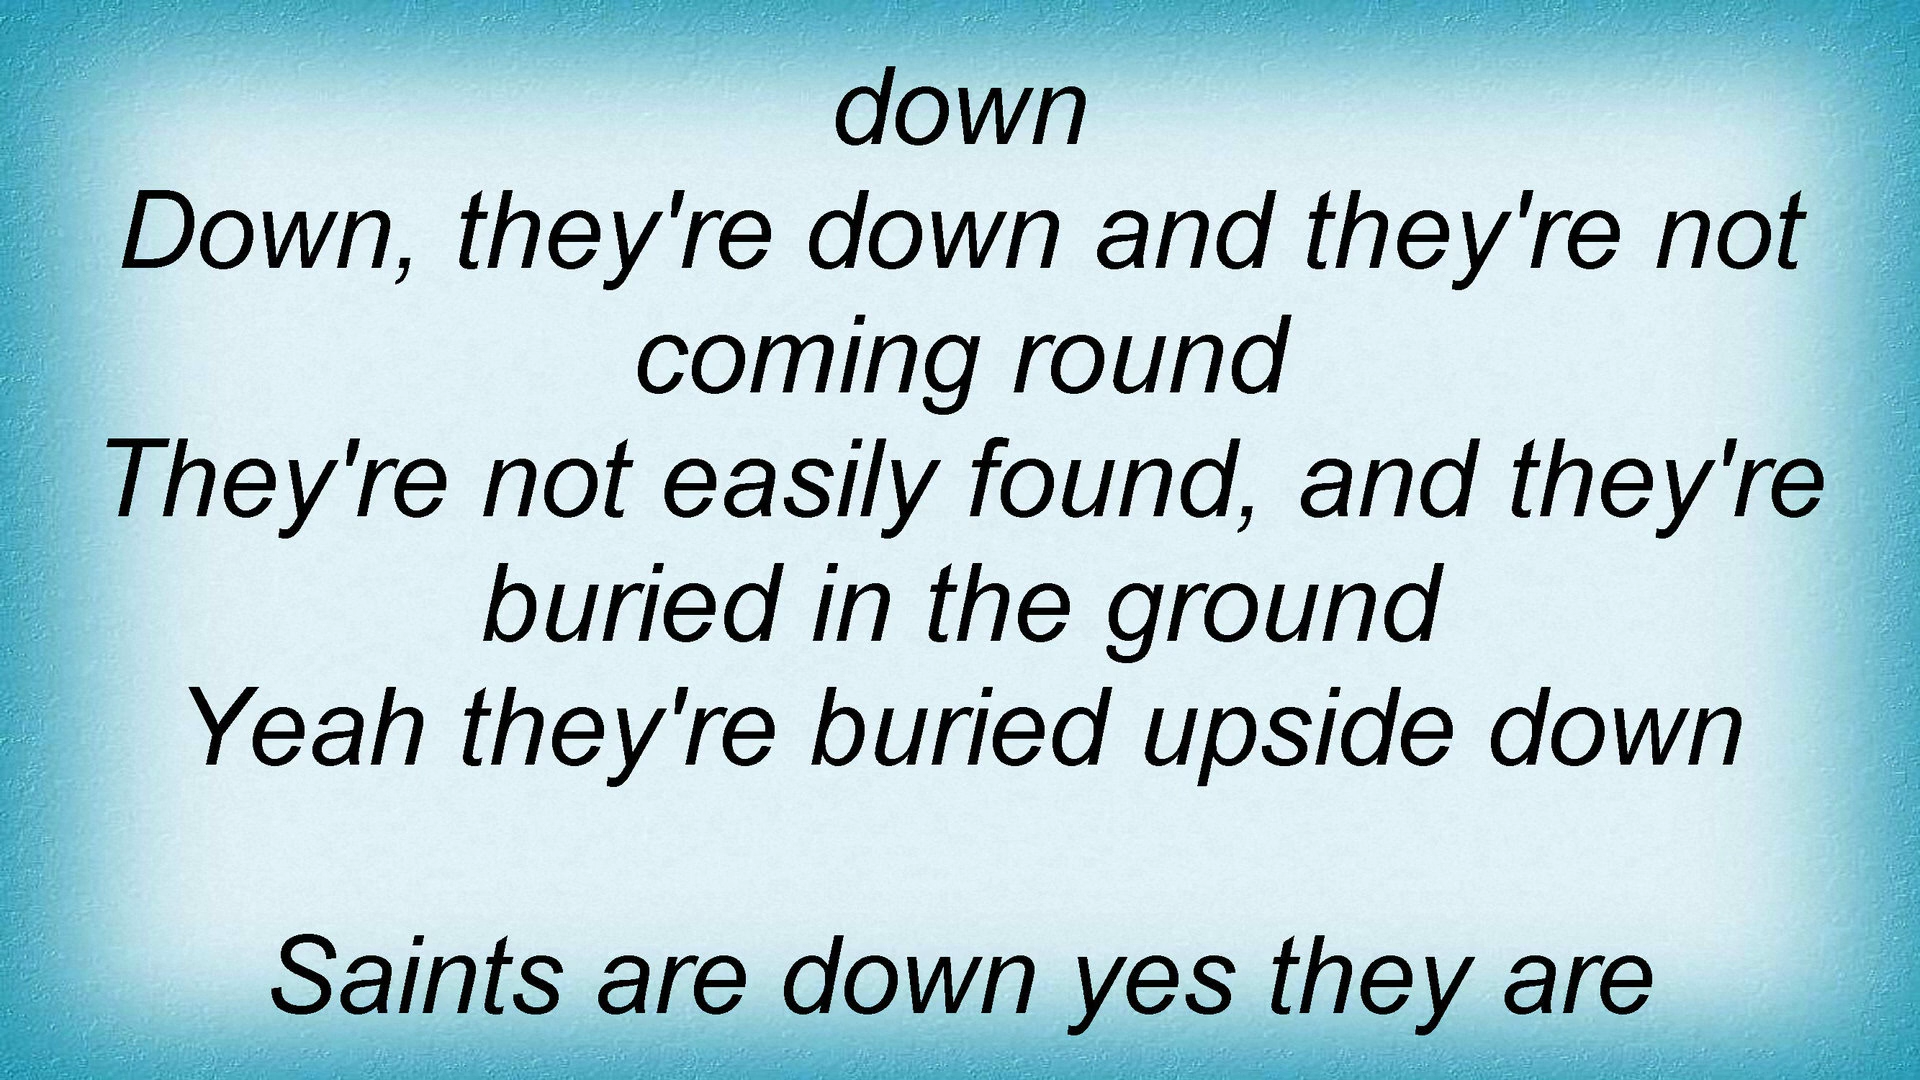 down
Down, they're down and they're not
coming round
They're not easily found, and they're
buried in the ground
Yeah they're buried upside down
Saints are down yes they are